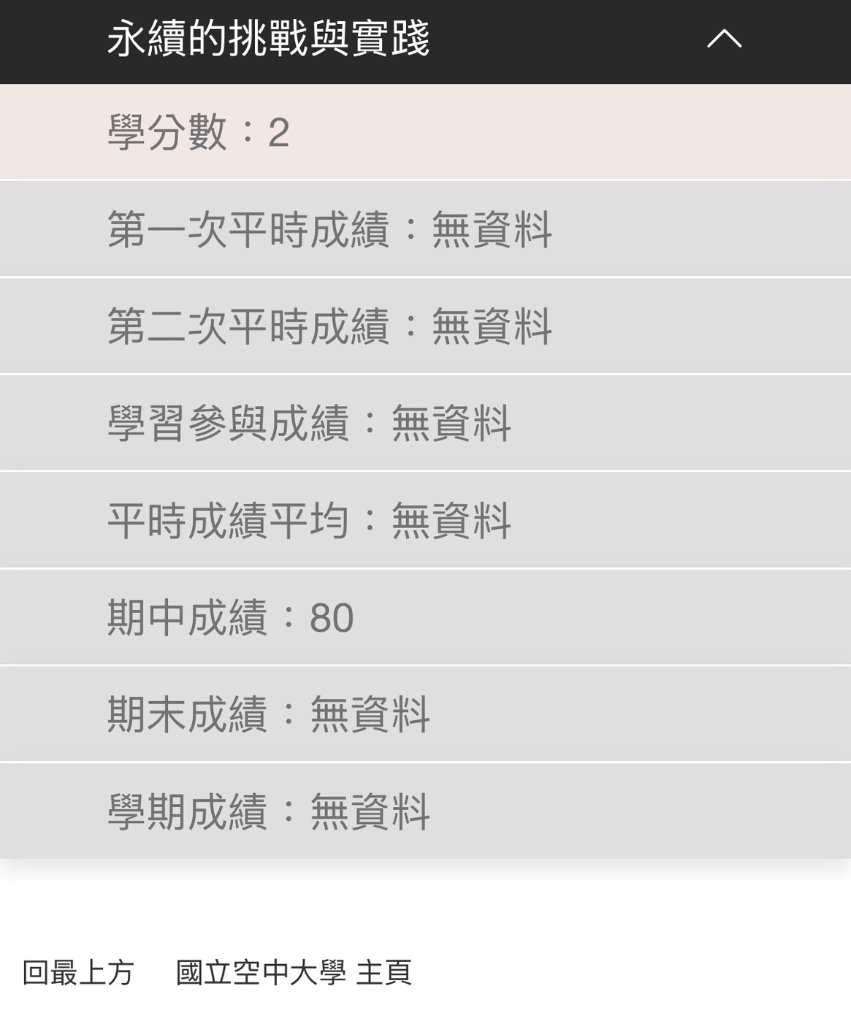 永續的挑戰與實踐
學分數：2
第一次平時成績：無資料
第二次平時成績：無資料
學習參與成績：無資料
平時成績平均：無資料
期中成績：80
期末成績：無資料
學期成績：無資料
回最上方 國立空中大學 主頁